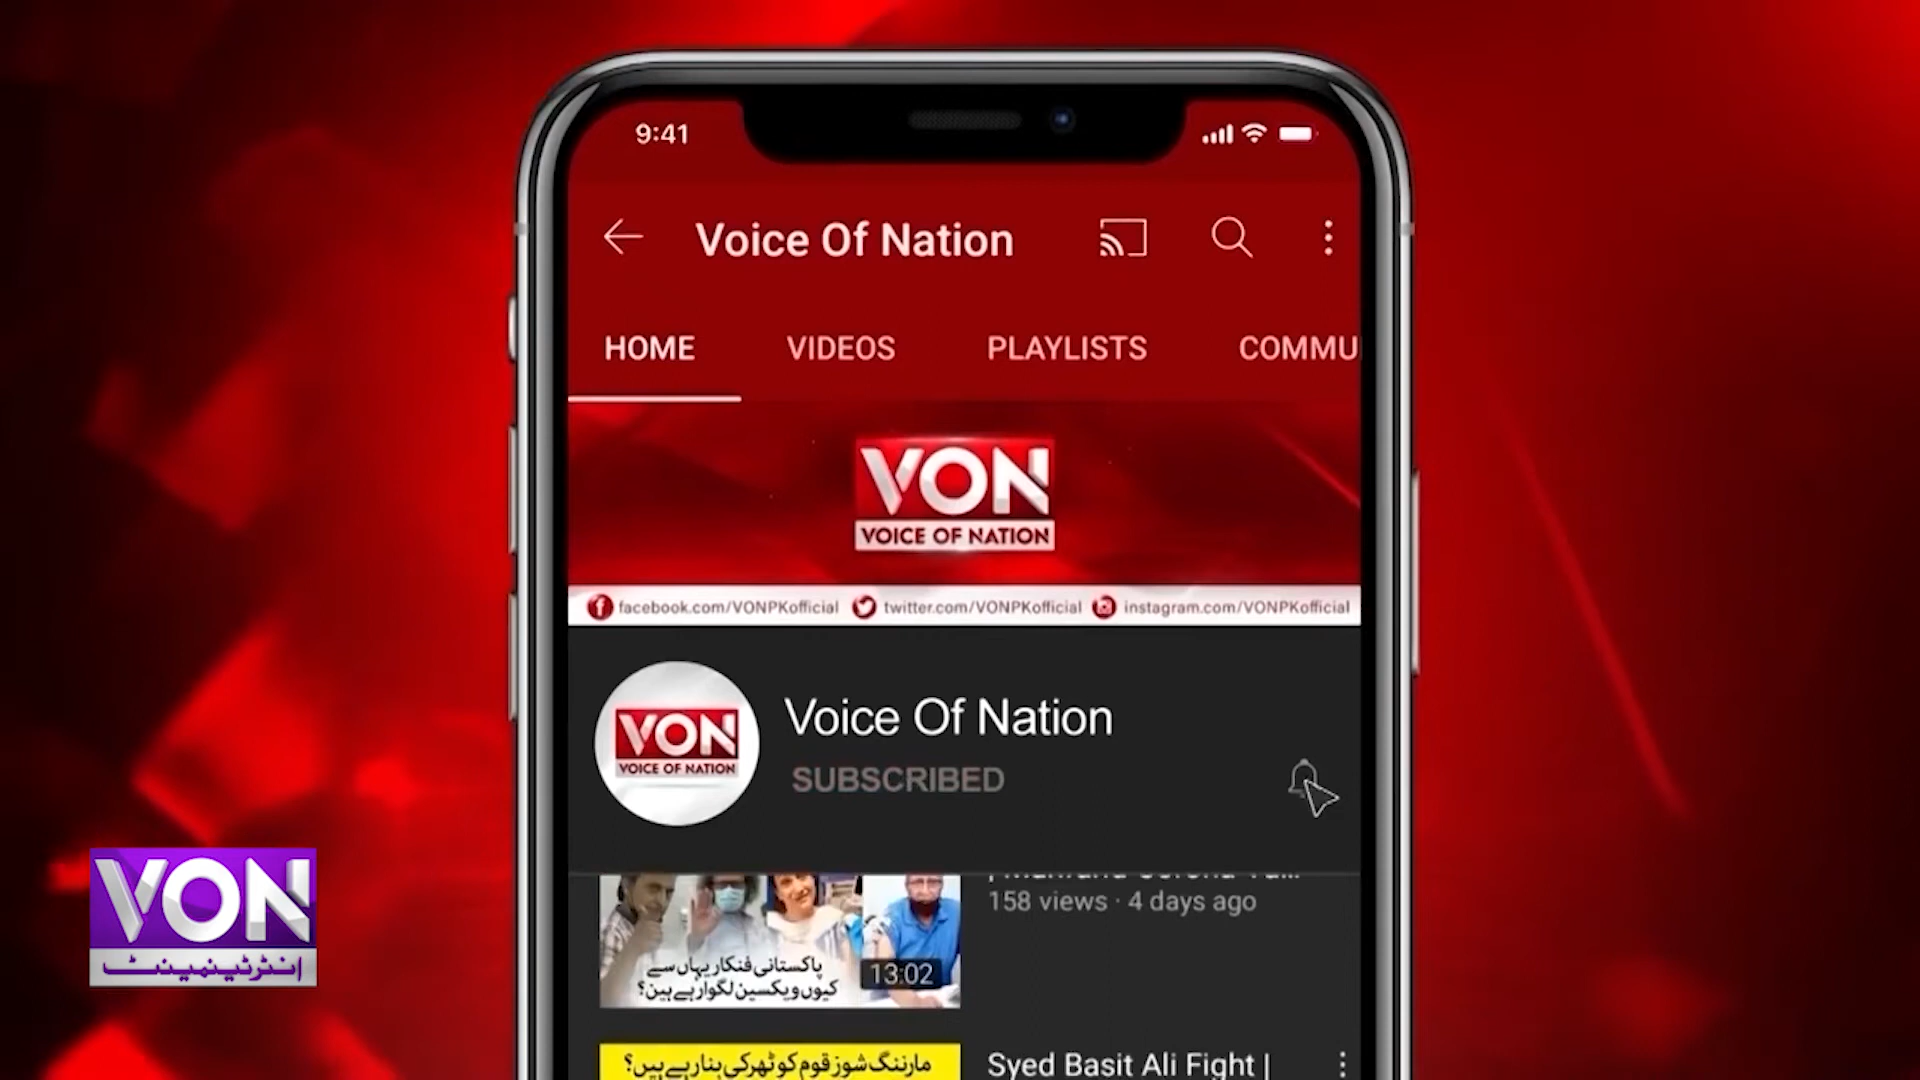 9:41
Voice Of Nation
HOME VIDEOS PLAYLISTS COMMU
VON
VOICE OF NATION
facebook.com/VONPKofficial twitter.com/VONPKofficial instagram.com/VONPKofficial
VON
VOICE OF NATION
Voice Of Nation
SUBSCRIBED
158 views · 4 days ago
پاکستانی فنکار یہاں سے
کیوں ویکسین لگوا رہے ہیں؟
13:02
مارننگ شوز قوم کو ٹھرکی بنا رہے ہیں؟
Syed Basit Ali Fight |
VON
انٹرٹینمینٹ